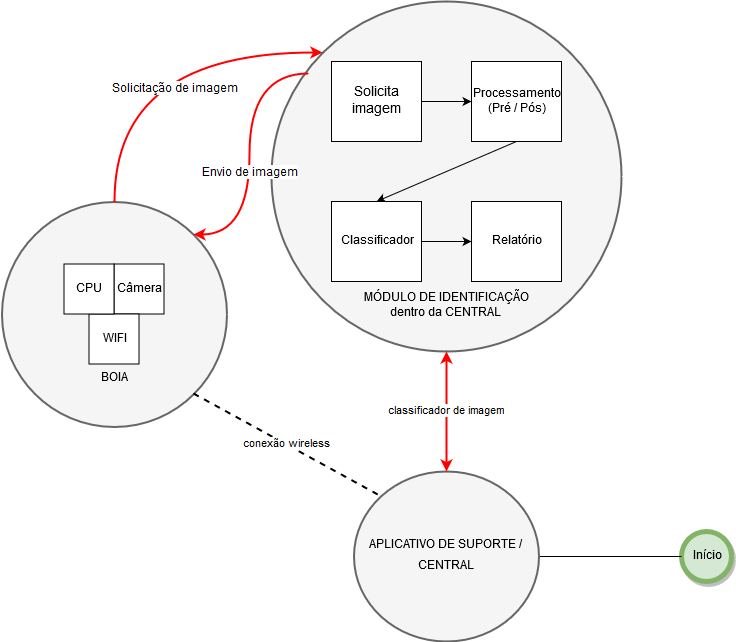 Solicitação de imagem
Envio de imagem
Solicita
imagem
Processamento
(Pré / Pós)
Classificador
Relatório
MÓDULO DE IDENTIFICAÇÃO
dentro da CENTRAL
CPU
Câmera
WIFI
BOIA
classificador de imagem
conexão wireless
APLICATIVO DE SUPORTE /
CENTRAL
Início